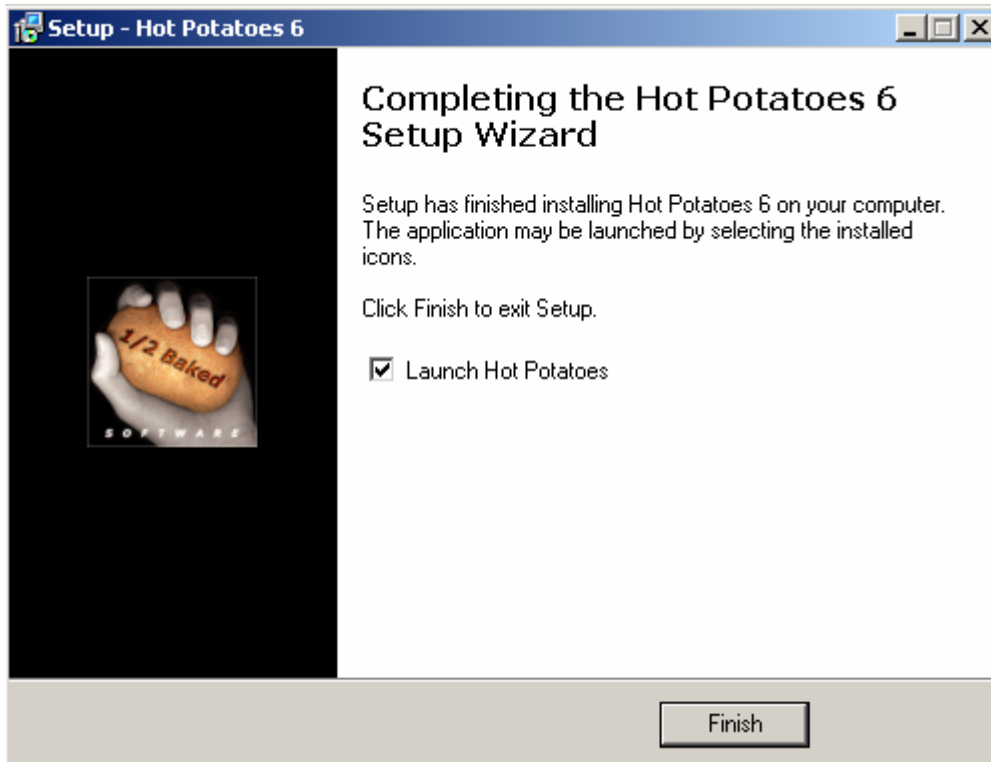 Setup - Hot Potatoes 6
Completing the Hot Potatoes 6
Setup Wizard
Setup has finished installing Hot Potatoes 6 on your computer.
The application may be launched by selecting the installed
icons.
Click Finish to exit Setup.
Launch Hot Potatoes
1/2 Baked
SOFTWARE
Finish